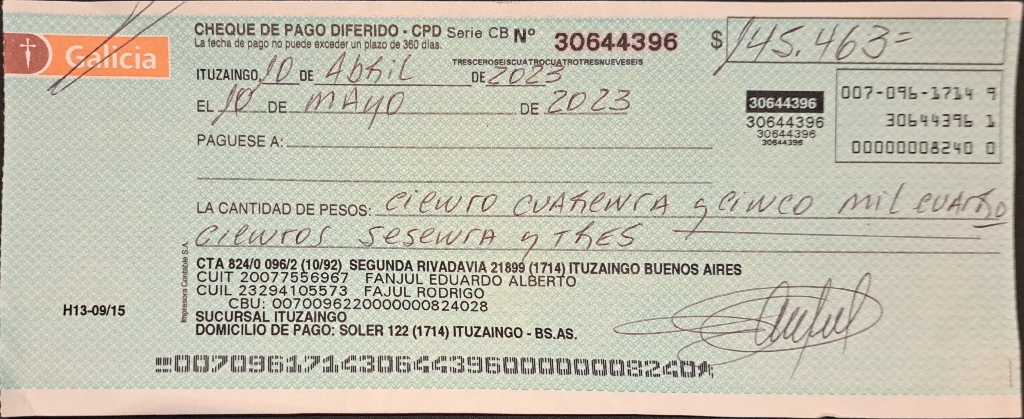 CHEQUE DE PAGO DIFERIDO - CPD Serie CB Nº 30644396 $ 145.463=
La fecha de pago no puede exceder un plazo de 360 días.
Galicia
TRESCEROSEISCUATROCUATROTRESNUEVESEIS
ITUZAINGO, 10 DE Abril DE 2023
EL 10 DE MAYO DE 2023
30644396
30644396
30644396
30644396
007-096-1714 9
30644396 1
00000008240 0
PAGUESE A:
LA CANTIDAD DE PESOS: ciento cuarenta y cinco mil cuatro
cientos sesenta y tres
CTA 824/0 096/2 (10/92) SEGUNDA RIVADAVIA 21899 (1714) ITUZAINGO BUENOS AIRES
CUIT 20077556967 FANJUL EDUARDO ALBERTO
CUIL 23294105573 FAJUL RODRIGO
CBU: 0070096220000000824028
SUCURSAL ITUZAINGO
DOMICILIO DE PAGO: SOLER 122 (1714) ITUZAINGO - BS.AS.
H13-09/15
Impresora Contable S.A.
007096171430644396000000008240